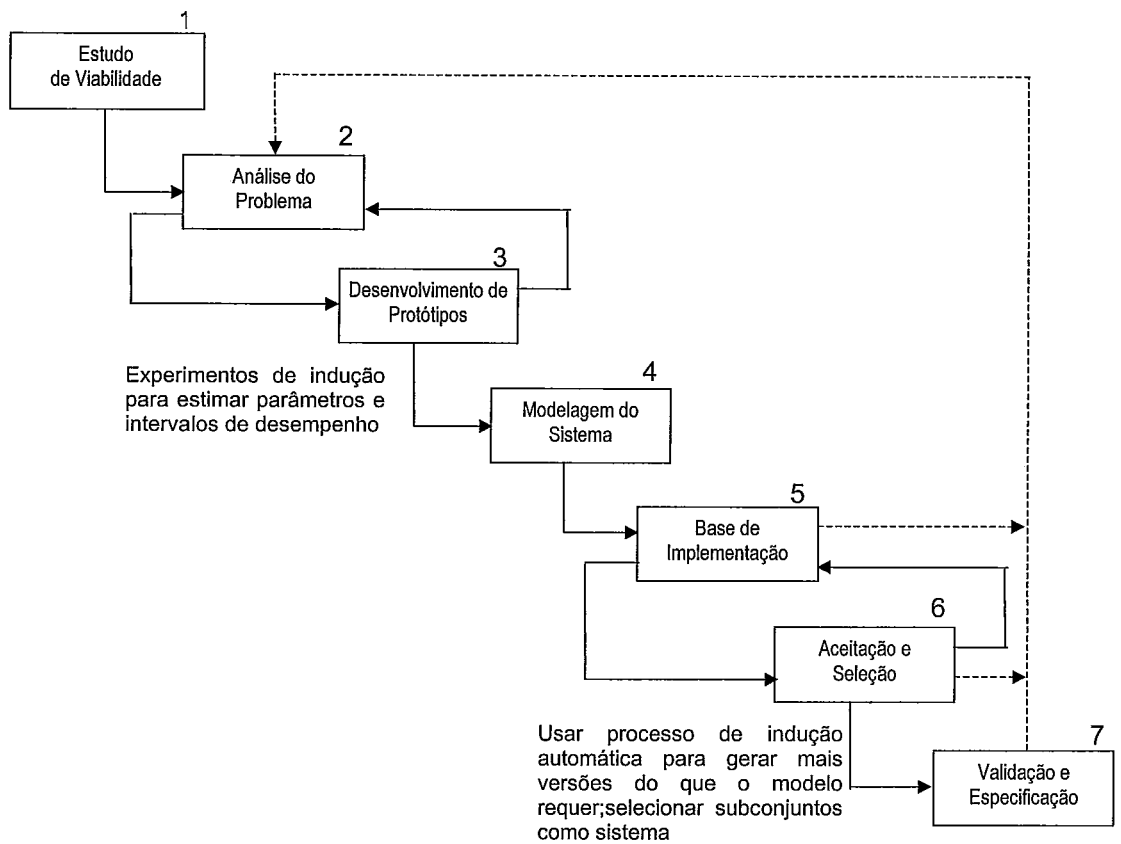 1
Estudo
de Viabilidade
2
Análise do
Problema
3
Desenvolvimento de
Protótipos
Experimentos de indução
para estimar parâmetros e
intervalos de desempenho
4
Modelagem do
Sistema
5
Base de
Implementação
6
Aceitação e
Seleção
Usar processo de indução
automática para gerar mais
versões do que o modelo
requer;selecionar subconjuntos
como sistema
7
Validação e
Especificação